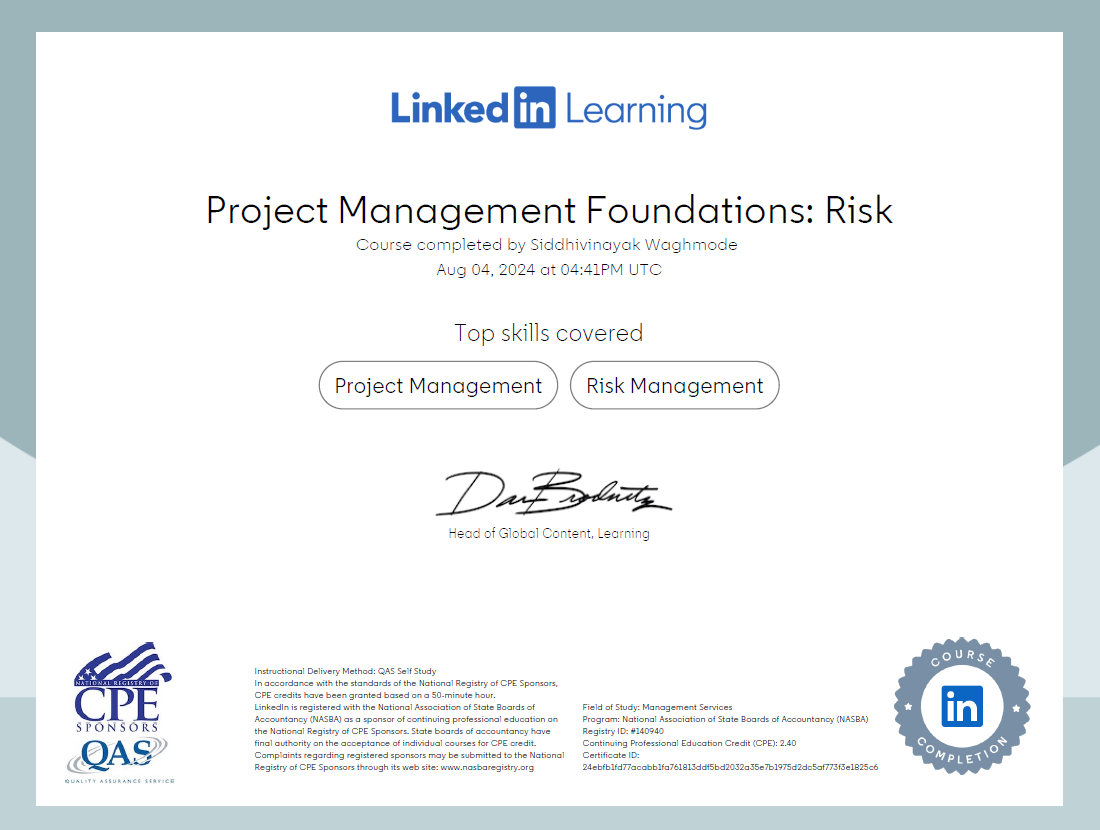 Linked in Learning
Project Management Foundations: Risk
Course completed by Siddhivinayak Waghmode
Aug 04, 2024 at 04:41PM UTC
Top skills covered
Project Management
Risk Management
Head of Global Content, Learning
NATIONAL REGISTRY OF
CPE
SPONSORS
QAS
QUALITY ASSURANCE SERVICE
Instructional Delivery Method: QAS Self Study
In accordance with the standards of the National Registry of CPE Sponsors,
CPE credits have been granted based on a 50-minute hour.
LinkedIn is registered with the National Association of State Boards of
Accountancy (NASBA) as a sponsor of continuing professional education on
the National Registry of CPE Sponsors. State boards of accountancy have
final authority on the acceptance of individual courses for CPE credit.
Complaints regarding registered sponsors may be submitted to the National
Registry of CPE Sponsors through its web site: www.nasbaregistry.org
Field of Study: Management Services
Program: National Association of State Boards of Accountancy (NASBA)
Registry ID: #140940
Continuing Professional Education Credit (CPE): 2.40
Certificate ID:
24ebfb1fd77acabb1fa761813ddf5bd2032a35e7b1975d2dc5af773f3e1825c6
COURSE
in
COMPLETION